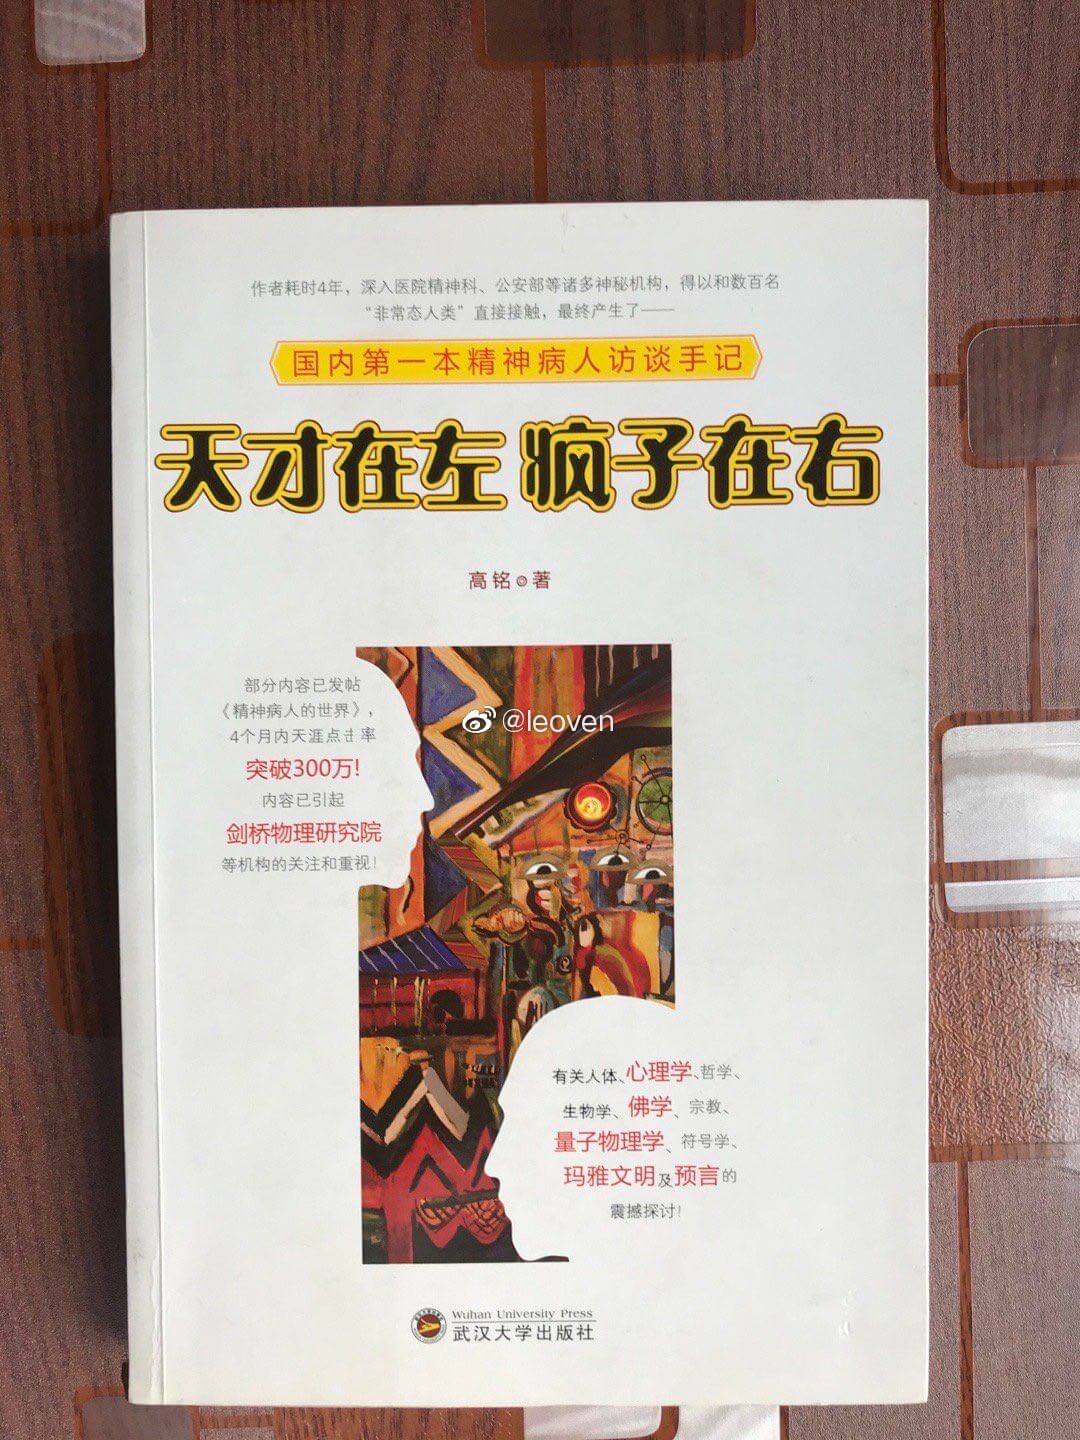 作者耗时4年，深入医院精神科、公安部等诸多神秘机构，得以和数百名
“非常态人类”直接接触，最终产生了——
国内第一本精神病人访谈手记
天才在左 疯子在右
高铭 著
部分内容已发帖
《精神病人的世界》，
4个月内天涯点击率
突破300万!
内容已引起
剑桥物理研究院
等机构的关注和重视!
@leoven
有关人体、心理学、哲学、
生物学、佛学、宗教、
量子物理学、符号学、
玛雅文明及预言的
震撼探讨!
Wuhan University Press
武汉大学出版社